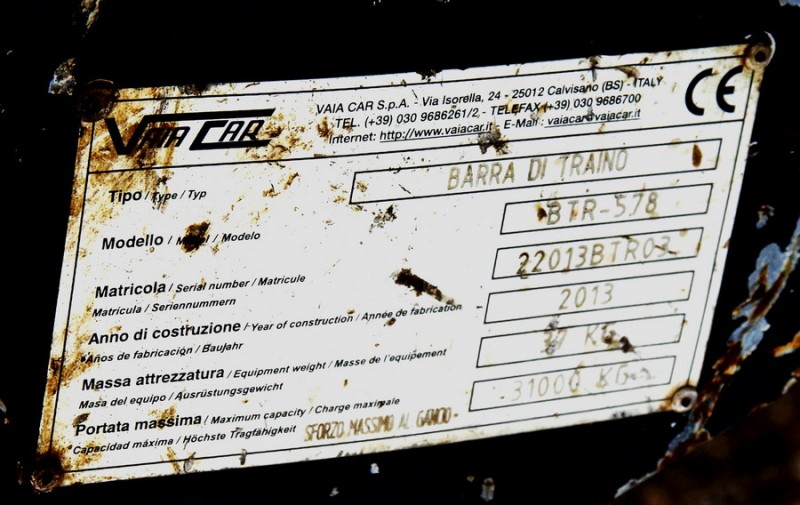 VAIA CAR
VAIA CAR S.p.A. - Via Isorella, 24 - 25012 Calvisano (BS) - ITALY
TEL. (+39) 030 9686261/2 - TELEFAX (+39) 030 9686700
Internet: http://www.vaiacar.it - E-Mail: vaiacar@vaiacar.it
CE
Tipo / Type / Typ BARRA DI TRAINO
Modello / / Modelo BTR-578
Matricola / Serial number / Matricule 22013BTR03
Matrícula / Seriennummern
Anno di costruzione / Year of construction / Année de fabrication 2013
Años de fabricación / Baujahr
Massa attrezzatura / Equipment weight / Masse de l'equipement
Masa del equipo / Ausrüstungsgewicht
Portata massima / Maximum capacity / Charge maximale 31000
Capacidad máxima / Höchste Tragfähigkeit SFORZO MASSIMO AL GANCIO -